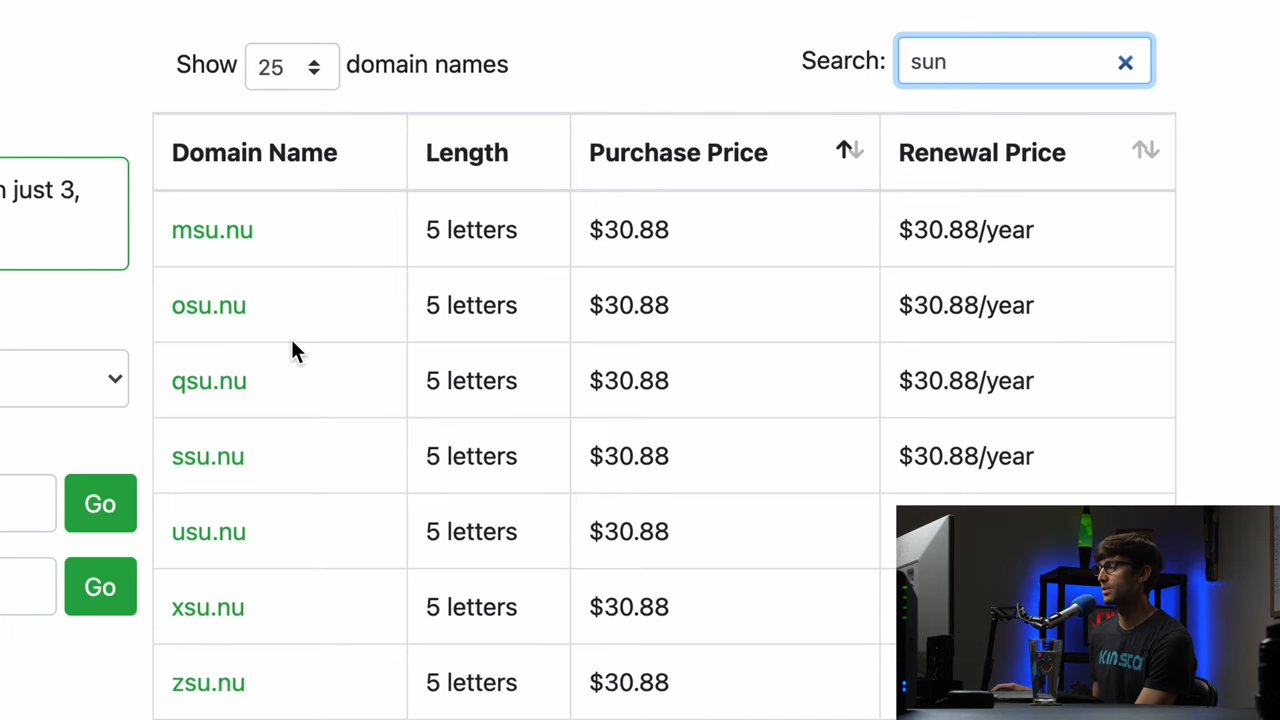 Show 25 domain names
Search: sun
Domain Name Length Purchase Price Renewal Price
n just 3,
msu.nu 5 letters $30.88 $30.88/year
osu.nu 5 letters $30.88 $30.88/year
qsu.nu 5 letters $30.88 $30.88/year
ssu.nu 5 letters $30.88 $30.88/year
Go
usu.nu 5 letters $30.88
Go
xsu.nu 5 letters $30.88
zsu.nu 5 letters $30.88